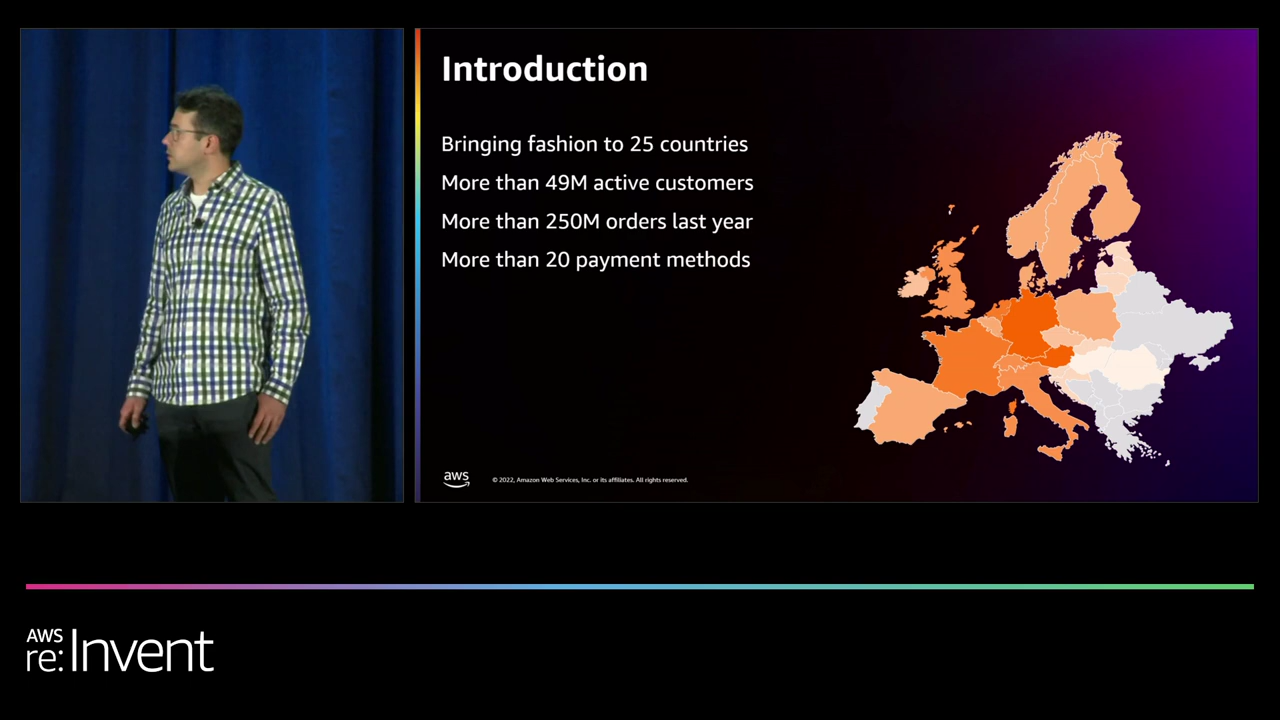 Introduction
Bringing fashion to 25 countries
More than 49M active customers
More than 250M orders last year
More than 20 payment methods
aws
© 2022, Amazon Web Services, Inc. or its affiliates. All rights reserved.
AWS
re:Invent